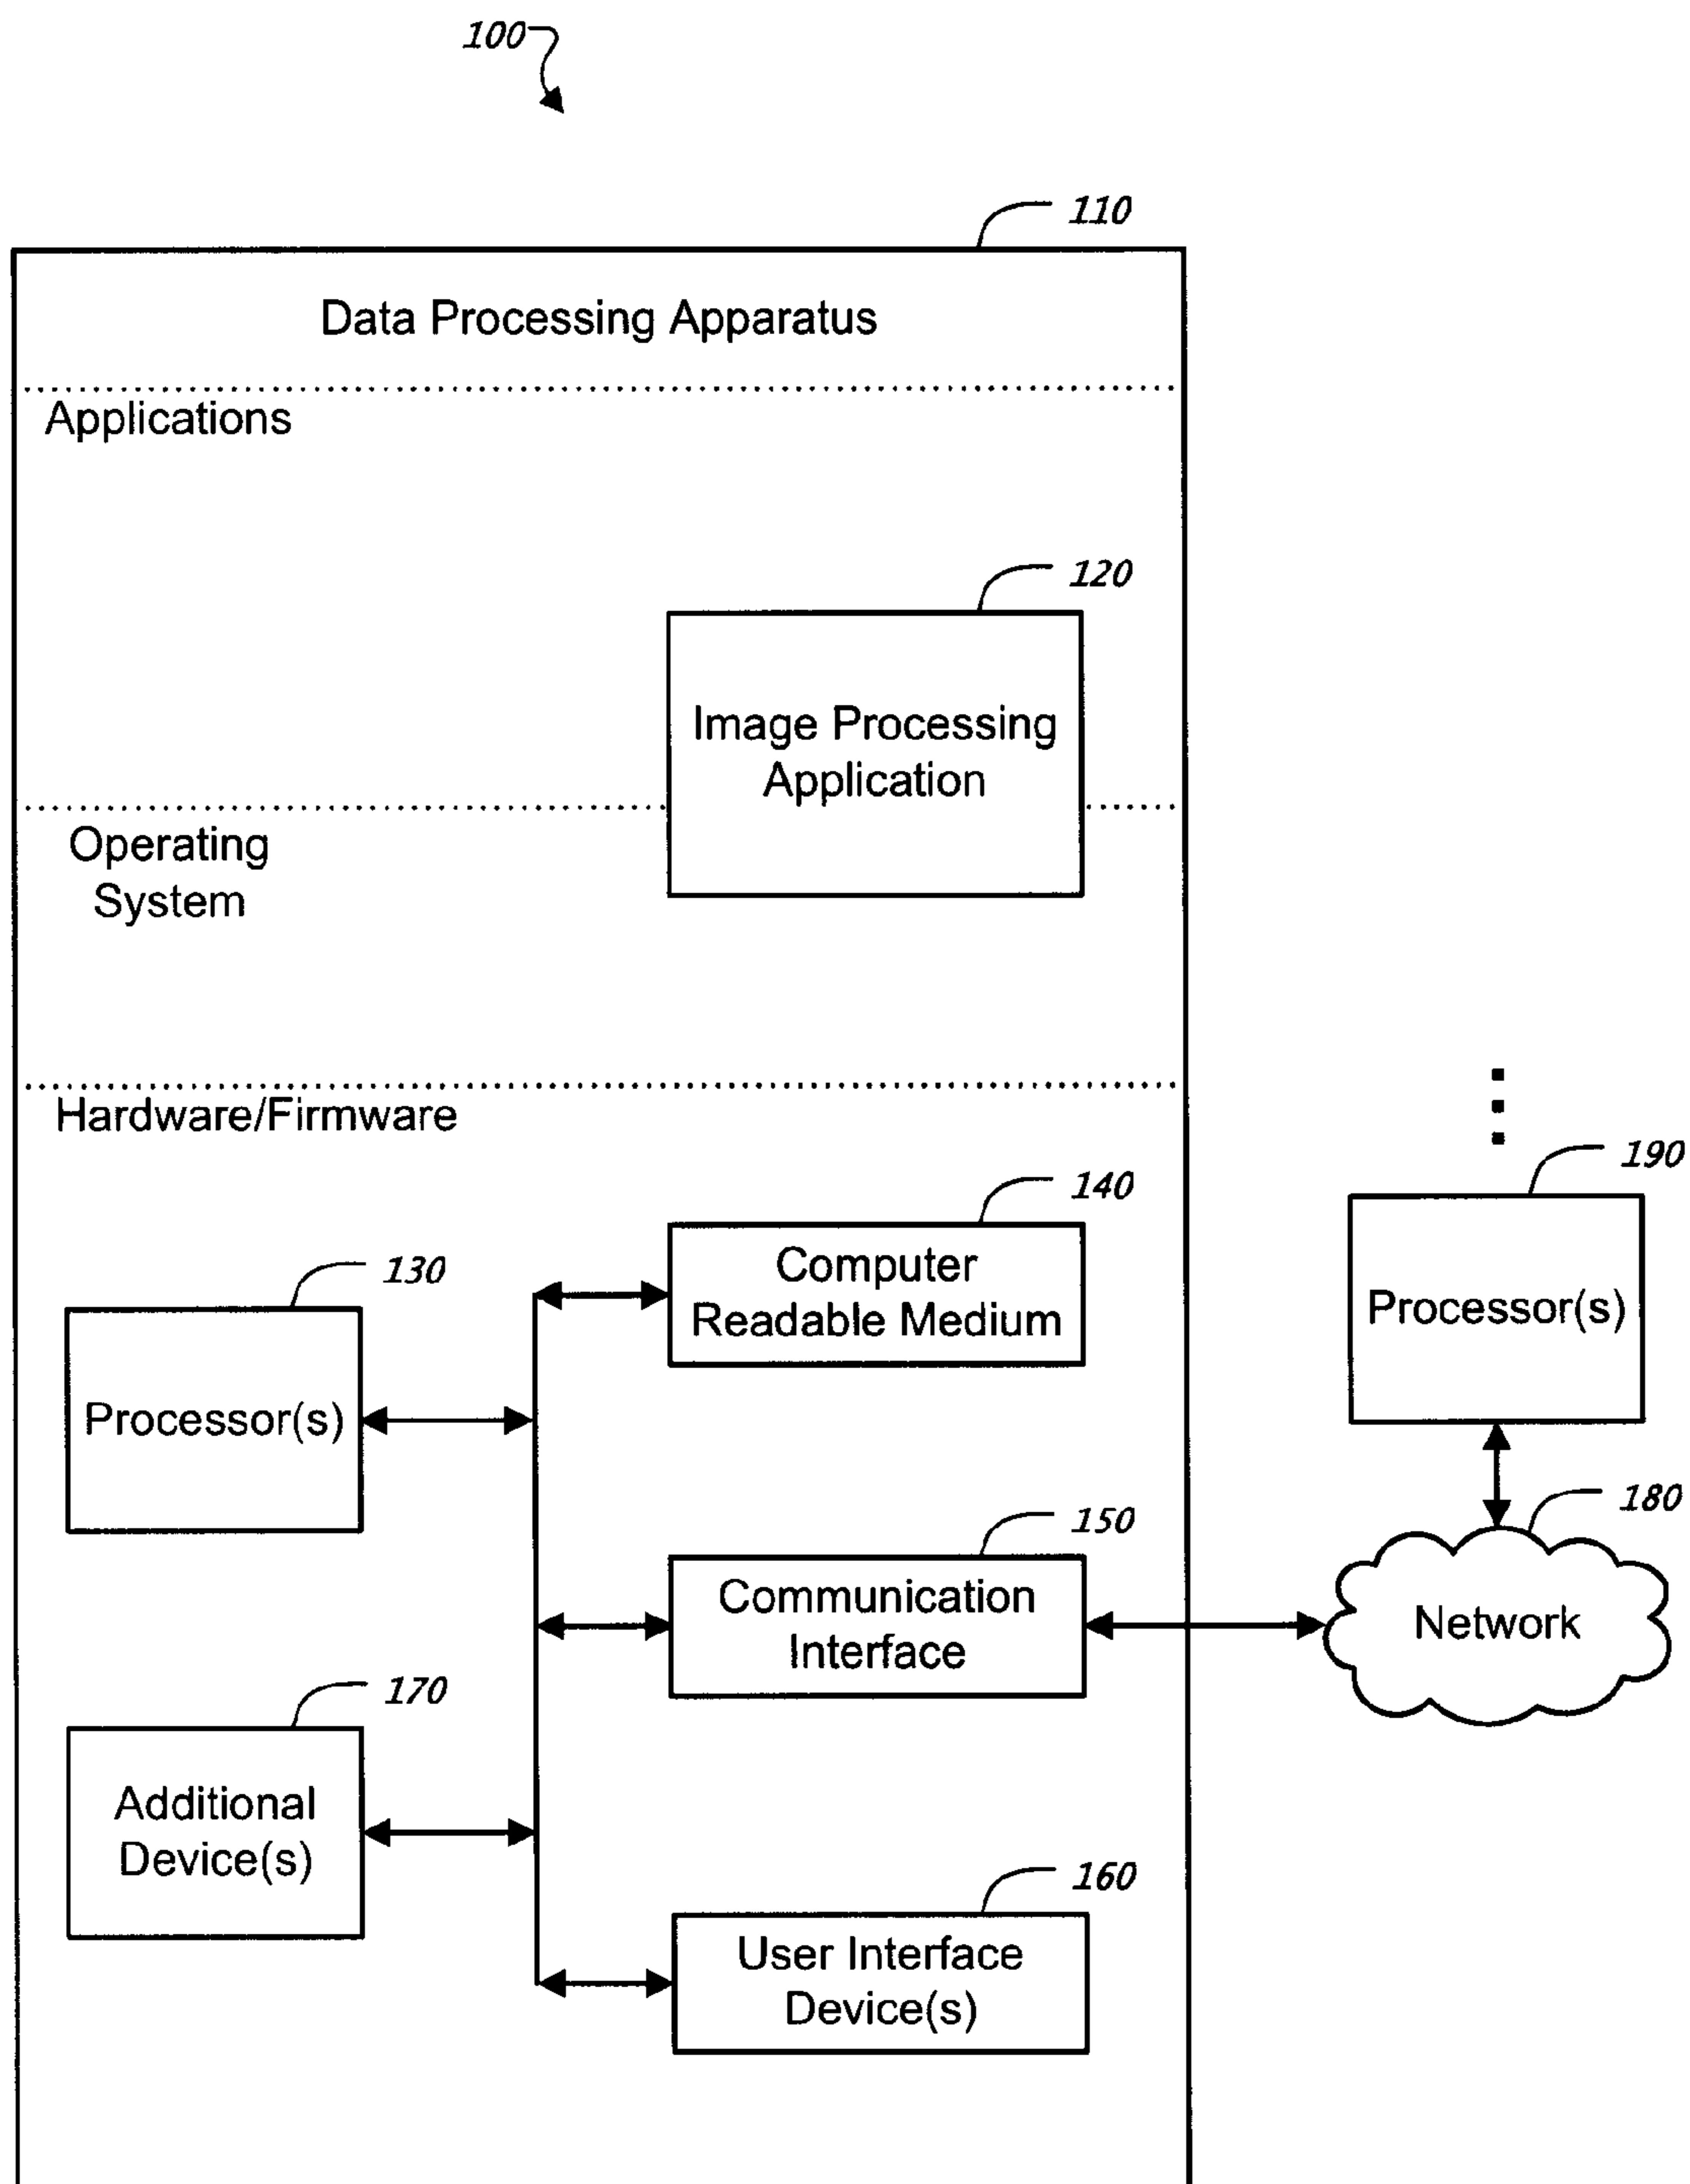 100
110
Data Processing Apparatus
Applications
120
Image Processing
Application
Operating
System
Hardware/Firmware
190
Processor(s)
140
Computer
Readable Medium
130
Processor(s)
180
Network
150
Communication
Interface
170
Additional
Device(s)
160
User Interface
Device(s)